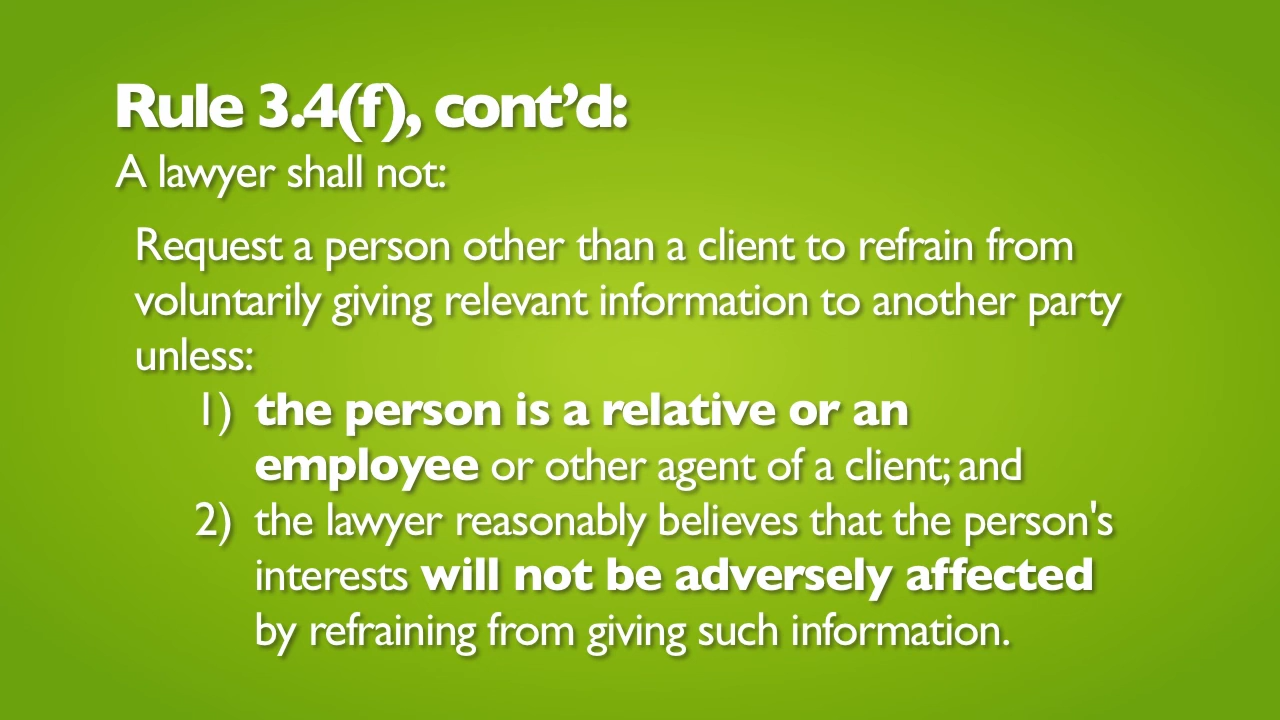 Rule 3.4(f), cont’d:
A lawyer shall not:
Request a person other than a client to refrain from
voluntarily giving relevant information to another party
unless:
1) the person is a relative or an
employee or other agent of a client; and
2) the lawyer reasonably believes that the person's
interests will not be adversely affected
by refraining from giving such information.